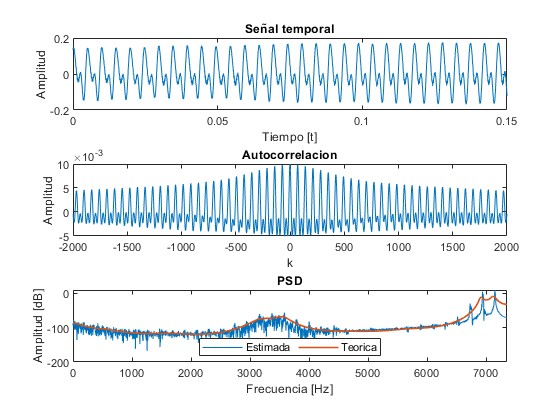 Señal temporal
0.2
0
-0.2
Amplitud
0
0.05
0.1
0.15
Tiempo [t]
Autocorrelacion
×10^-3
10
5
0
-5
Amplitud
-2000
-1500
-1000
-500
0
500
1000
1500
2000
k
PSD
0
-100
-200
Amplitud [dB]
Estimada
Teorica
0
1000
2000
3000
4000
5000
6000
7000
Frecuencia [Hz]